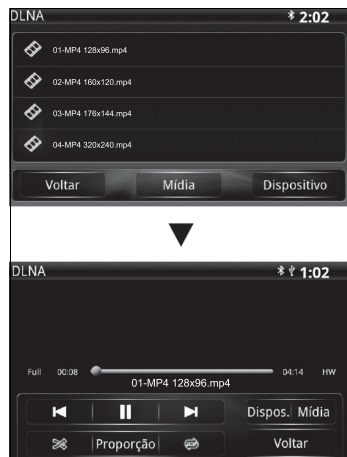 DLNA 2:02
01-MP4 128x96.mp4
02-MP4 160x120.mp4
03-MP4 176x144.mp4
04-MP4 320x240.mp4
Voltar Mídia Dispositivo
DLNA 1:02
Full 00:08 04:14 HW
01-MP4 128x96.mp4
Dispos. Mídia
Proporção Voltar